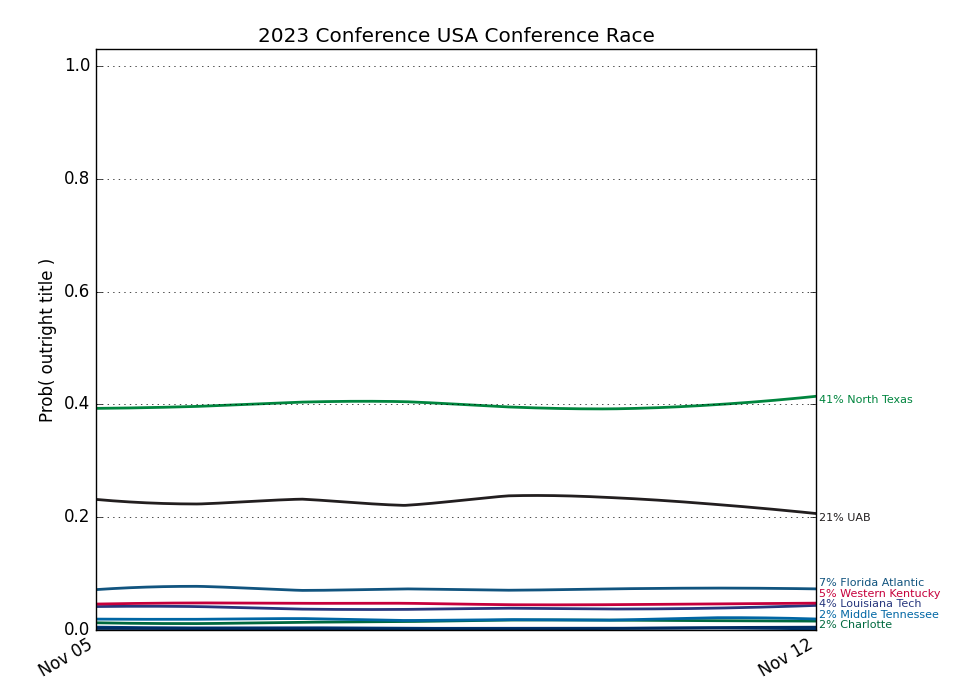 2023 Conference USA Conference Race
Prob( outright title )
1.0
0.8
0.6
0.4
0.2
0.0
Nov 05
Nov 12
41% North Texas
21% UAB
7% Florida Atlantic
5% Western Kentucky
4% Louisiana Tech
2% Middle Tennessee
2% Charlotte